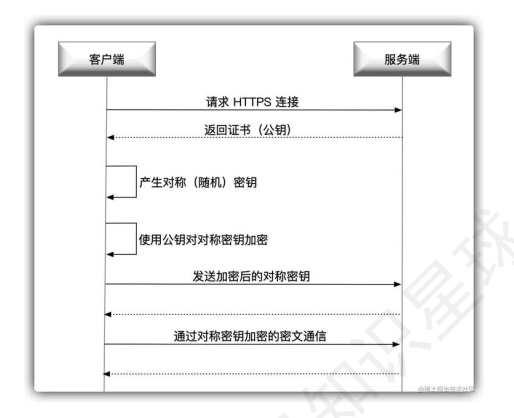 客户端
服务端
请求 HTTPS 连接
返回证书（公钥）
产生对称（随机）密钥
使用公钥对对称密钥加密
发送加密后的对称密钥
通过对称密钥加密的密文通信
@稀土掘金技术社区
知识星球